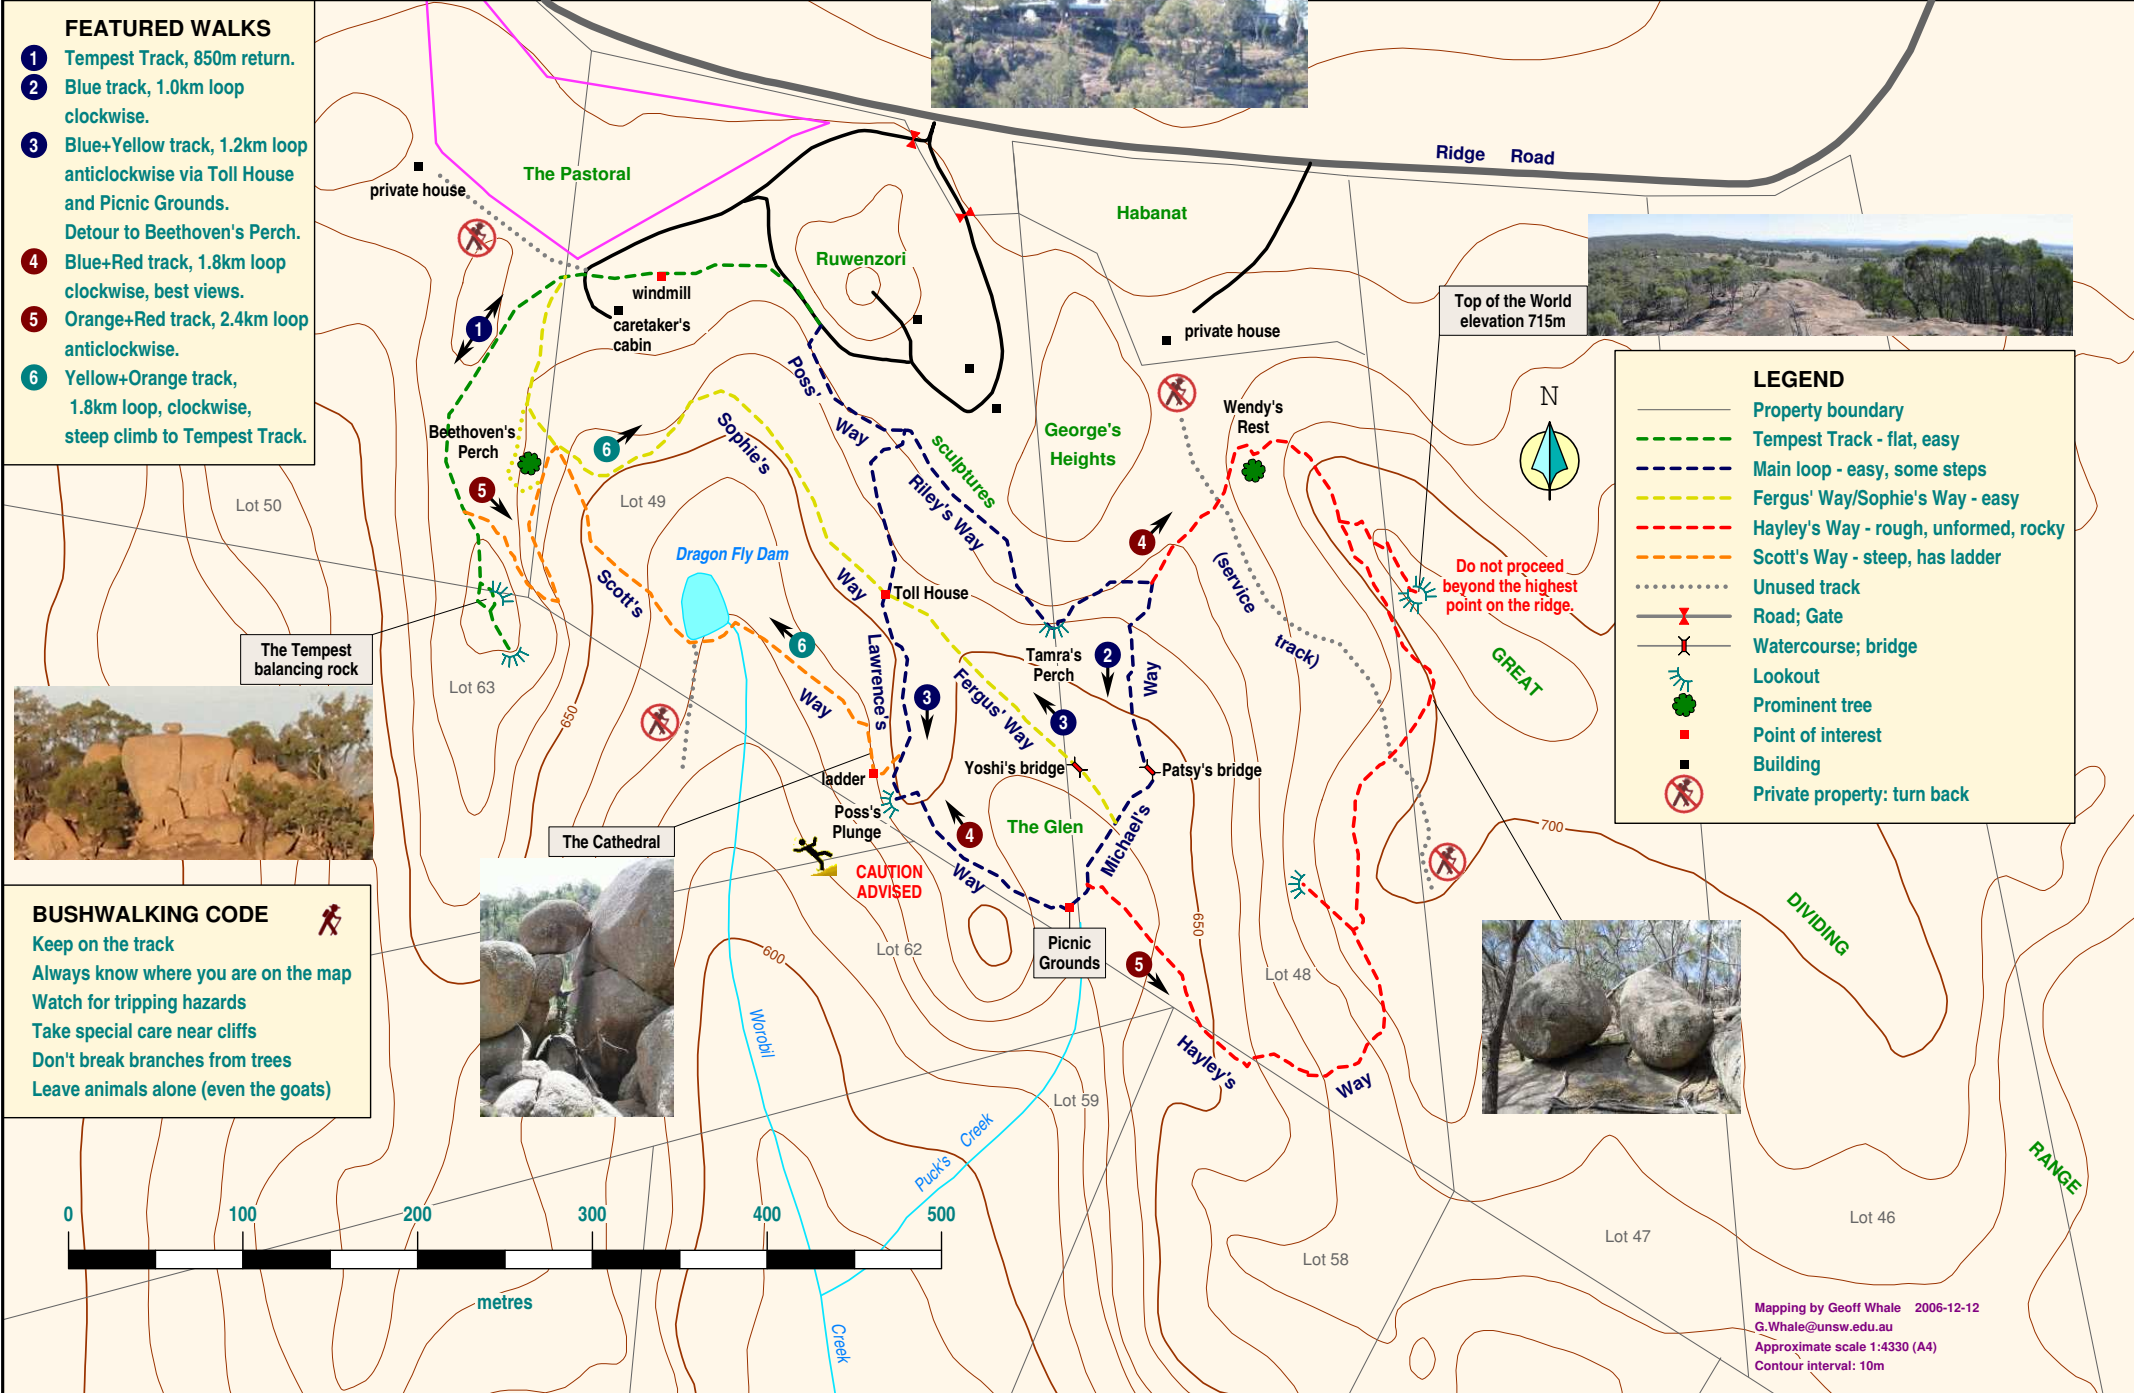 FEATURED WALKS
1 Tempest Track, 850m return.
2 Blue track, 1.0km loop
clockwise.
3 Blue+Yellow track, 1.2km loop
anticlockwise via Toll House
and Picnic Grounds.
Detour to Beethoven's Perch.
4 Blue+Red track, 1.8km loop
clockwise, best views.
5 Orange+Red track, 2.4km loop
anticlockwise.
6 Yellow+Orange track,
1.8km loop, clockwise,
steep climb to Tempest Track.
Ridge Road
The Pastoral
private house
Habanat
Ruwenzori
windmill
caretaker's
cabin
private house
1
Top of the World
elevation 715m
N
LEGEND
Property boundary
Tempest Track - flat, easy
Main loop - easy, some steps
Fergus' Way/Sophie's Way - easy
Hayley's Way - rough, unformed, rocky
Scott's Way - steep, has ladder
Unused track
Road; Gate
Watercourse; bridge
Lookout
Prominent tree
Point of interest
Building
Private property: turn back
Poss'
Way
Sophie's
Way
sculptures
Riley's Way
George's
Heights
Wendy's
Rest
Beethoven's
Perch
6
5
Lot 50
Lot 49
Dragon Fly Dam
4
(service
track)
Do not proceed
beyond the highest
point on the ridge.
Scott's
Way
Toll House
The Tempest
balancing rock
Lot 63
650
6
Lawrence's
Way
3
Fergus' Way
3
Tamra's
Perch
2
Way
GREAT
DIVIDING
RANGE
Yoshi's bridge
Patsy's bridge
ladder
Poss's
Plunge
The Cathedral
The Glen
Michael's
4
CAUTION
ADVISED
700
650
Picnic
Grounds
5
Lot 62
Lot 48
600
BUSHWALKING CODE
Keep on the track
Always know where you are on the map
Watch for tripping hazards
Take special care near cliffs
Don't break branches from trees
Leave animals alone (even the goats)
Worobil
Creek
Puck's Creek
Hayley's
Way
Lot 59
Lot 58
Lot 47
Lot 46
0 100 200 300 400 500
metres
Mapping by Geoff Whale 2006-12-12
G.Whale@unsw.edu.au
Approximate scale 1:4330 (A4)
Contour interval: 10m